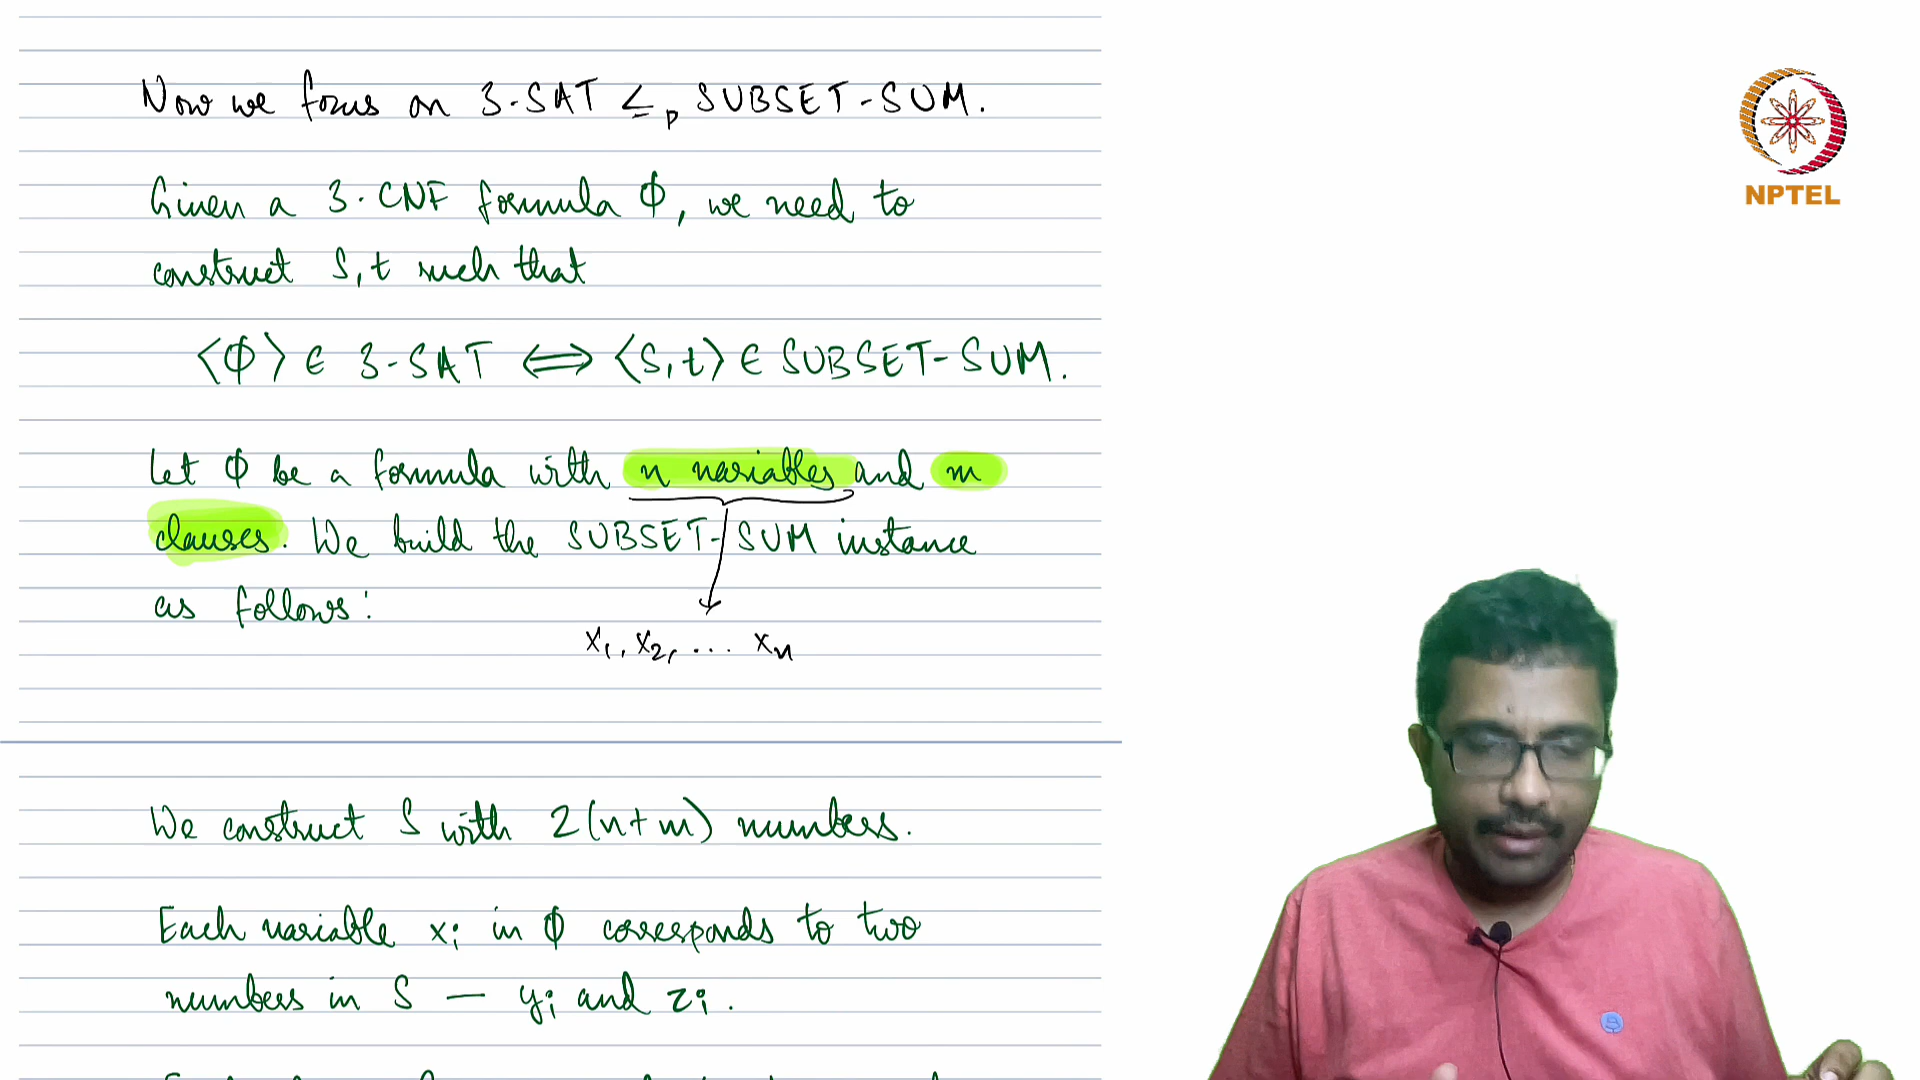 Now we focus on 3-SAT ≤p SUBSET-SUM.
NPTEL
Given a 3-CNF formula ϕ, we need to
construct S, t such that
⟨ϕ⟩ ∈ 3-SAT ⟺ ⟨S, t⟩ ∈ SUBSET-SUM.
Let ϕ be a formula with n variables and m
clauses. We build the SUBSET-SUM instance
as follows:
x1, x2, ... xn
We construct S with 2(n+m) numbers.
Each variable xi in ϕ corresponds to two
numbers in S — yi and zi.